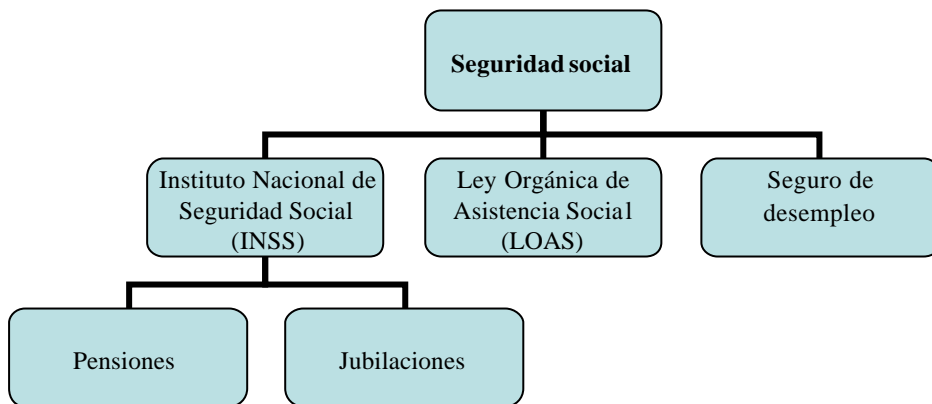 Seguridad social
Instituto Nacional de
Seguridad Social
(INSS)
Ley Orgánica de
Asistencia Social
(LOAS)
Seguro de
desempleo
Pensiones
Jubilaciones